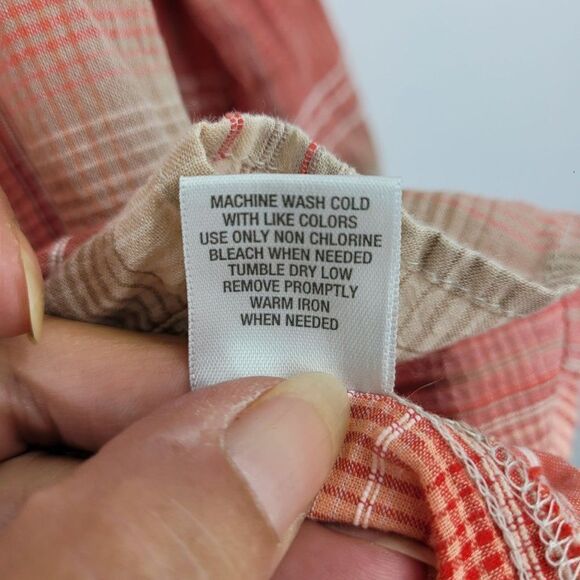 MACHINE WASH COLD
WITH LIKE COLORS
USE ONLY NON CHLORINE
BLEACH WHEN NEEDED
TUMBLE DRY LOW
REMOVE PROMPTLY
WARM IRON
WHEN NEEDED